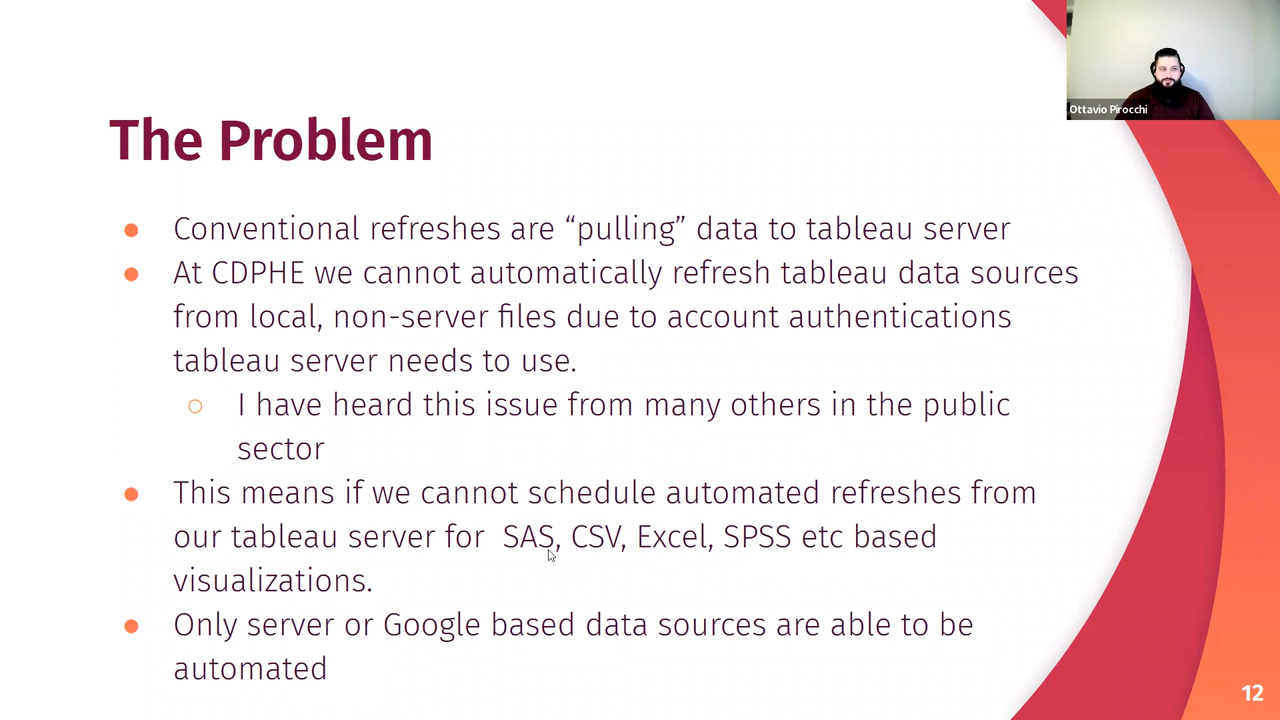 Ottavio Pirocchi
The Problem
● Conventional refreshes are “pulling” data to tableau server
● At CDPHE we cannot automatically refresh tableau data sources
from local, non-server files due to account authentications
tableau server needs to use.
○ I have heard this issue from many others in the public
sector
● This means if we cannot schedule automated refreshes from
our tableau server for  SAS, CSV, Excel, SPSS etc based
visualizations.
● Only server or Google based data sources are able to be
automated
12